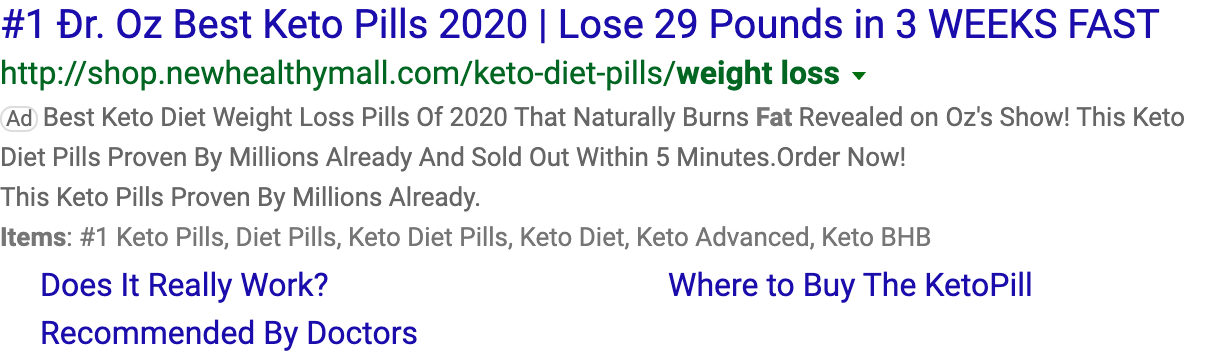 #1 Đr. Oz Best Keto Pills 2020 | Lose 29 Pounds in 3 WEEKS FAST
http://shop.newhealthymall.com/keto-diet-pills/weight loss
Ad Best Keto Diet Weight Loss Pills Of 2020 That Naturally Burns Fat Revealed on Oz's Show! This Keto
Diet Pills Proven By Millions Already And Sold Out Within 5 Minutes.Order Now!
This Keto Pills Proven By Millions Already.
Items: #1 Keto Pills, Diet Pills, Keto Diet Pills, Keto Diet, Keto Advanced, Keto BHB
Does It Really Work? Where to Buy The KetoPill
Recommended By Doctors